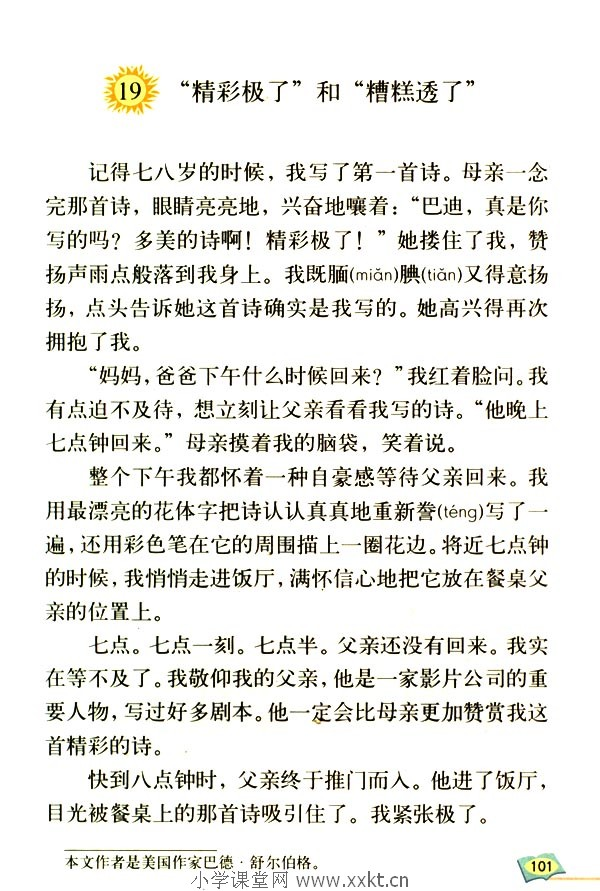 19 “精彩极了”和“糟糕透了”
记得七八岁的时候，我写了第一首诗。母亲一念
完那首诗，眼睛亮亮地，兴奋地嚷着：“巴迪，真是你
写的吗？多美的诗啊！精彩极了！”她搂住了我，赞
扬声雨点般落到我身上。我既腼(miǎn)腆(tiǎn)又得意扬
扬，点头告诉她这首诗确实是我写的。她高兴得再次
拥抱了我。
“妈妈，爸爸下午什么时候回来？”我红着脸问。我
有点迫不及待，想立刻让父亲看看我写的诗。“他晚上
七点钟回来。”母亲摸着我的脑袋，笑着说。
整个下午我都怀着一种自豪感等待父亲回来。我
用最漂亮的花体字把诗认认真真地重新誊(téng)写了一
遍，还用彩色笔在它的周围描上一圈花边。将近七点钟
的时候，我悄悄走进饭厅，满怀信心地把它放在餐桌父
亲的位置上。
七点。七点一刻。七点半。父亲还没有回来。我实
在等不及了。我敬仰我的父亲，他是一家影片公司的重
要人物，写过好多剧本。他一定会比母亲更加赞赏我这
首精彩的诗。
快到八点钟时，父亲终于推门而入。他进了饭厅，
目光被餐桌上的那首诗吸引住了。我紧张极了。
本文作者是美国作家巴德·舒尔伯格。
101
小学课堂网 www.xxkt.cn